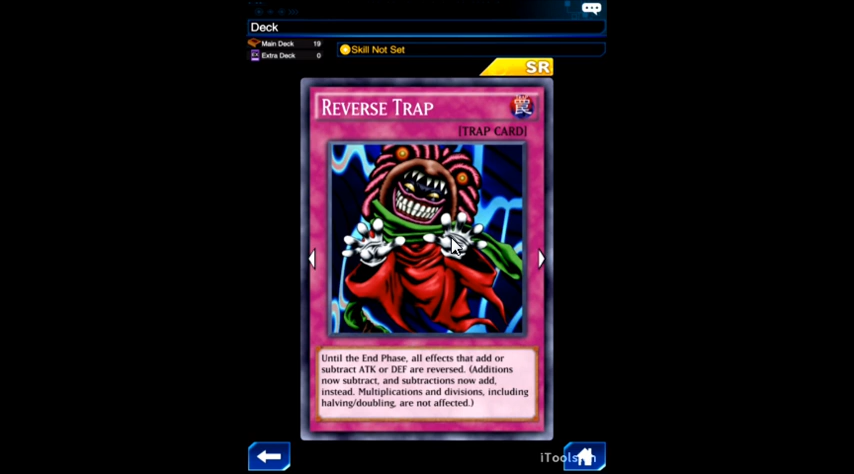 Deck
Main Deck 19
Extra Deck 0
Skill Not Set
SR
REVERSE TRAP
[TRAP CARD]
Until the End Phase, all effects that add or
subtract ATK or DEF are reversed. (Additions
now subtract, and subtractions now add,
instead. Multiplications and divisions, including
halving/doubling, are not affected.)